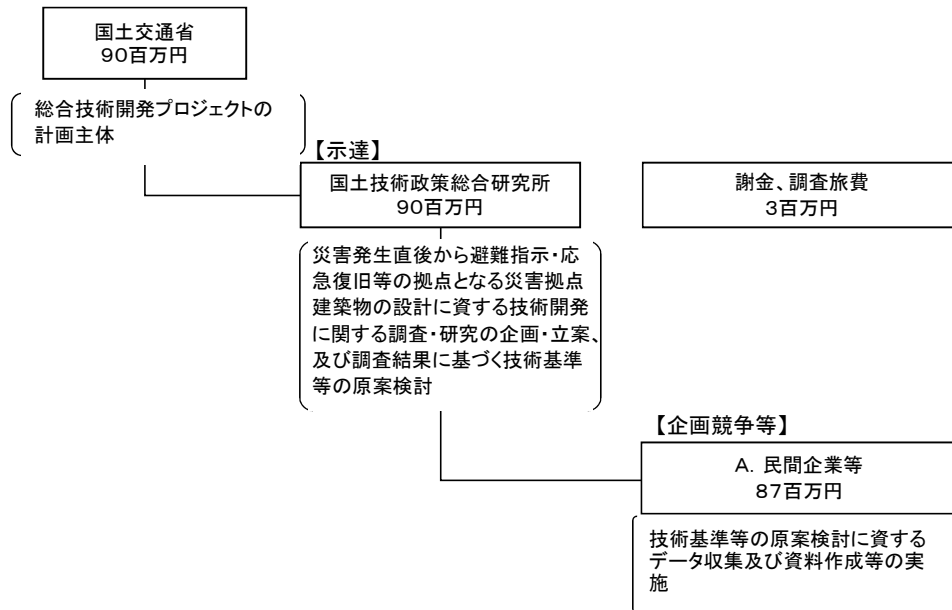 国土交通省
90百万円
総合技術開発プロジェクトの
計画主体
【示達】
国土技術政策総合研究所
90百万円
謝金、調査旅費
3百万円
災害発生直後から避難指示・応
急復旧等の拠点となる災害拠点
建築物の設計に資する技術開発
に関する調査・研究の企画・立案、
及び調査結果に基づく技術基準
等の原案検討
【企画競争等】
A．民間企業等
87百万円
技術基準等の原案検討に資する
データ収集及び資料作成等の実
施